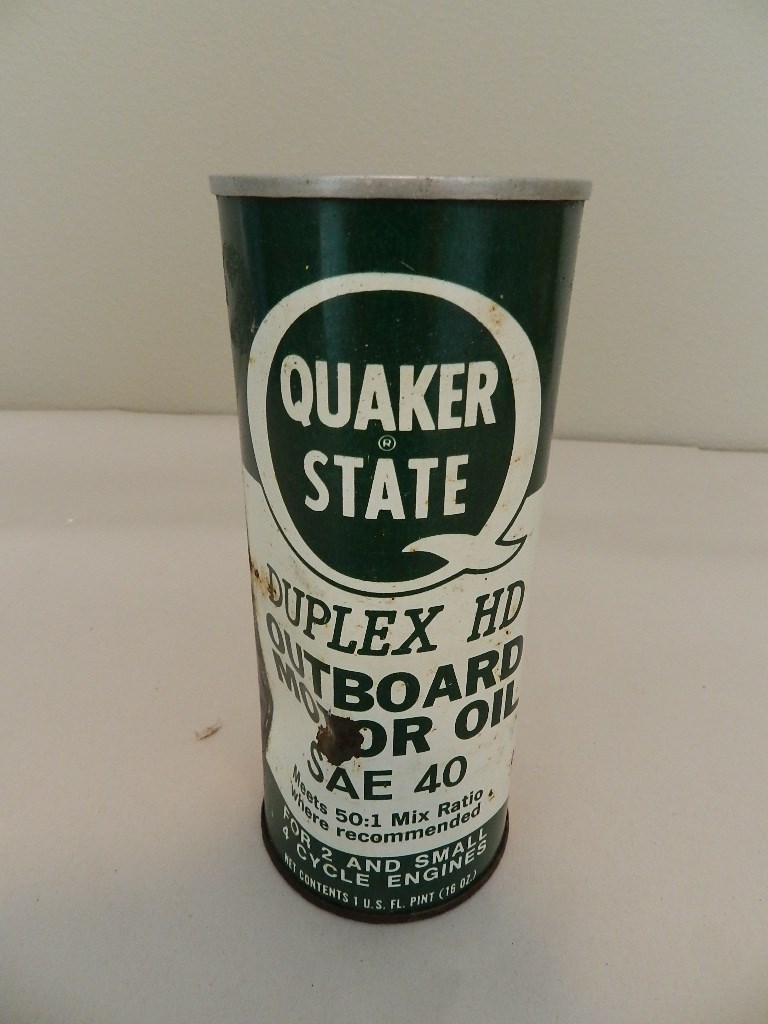 QUAKER
®
STATE
DUPLEX HD
OUTBOARD
MOTOR OIL
SAE 40
Meets 50:1 Mix Ratio
where recommended
FOR 2 AND SMALL
4 CYCLE ENGINES
NET CONTENTS 1 U.S. FL. PINT (16 OZ.)